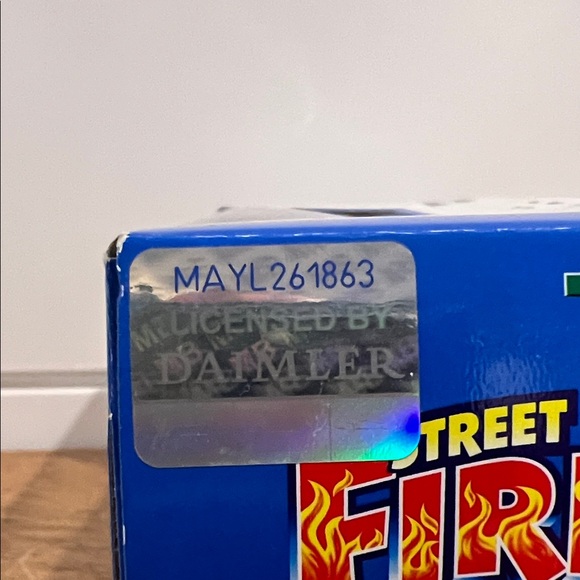 MAYL261863
LICENSED BY
DAIMLER
STREET
FIR